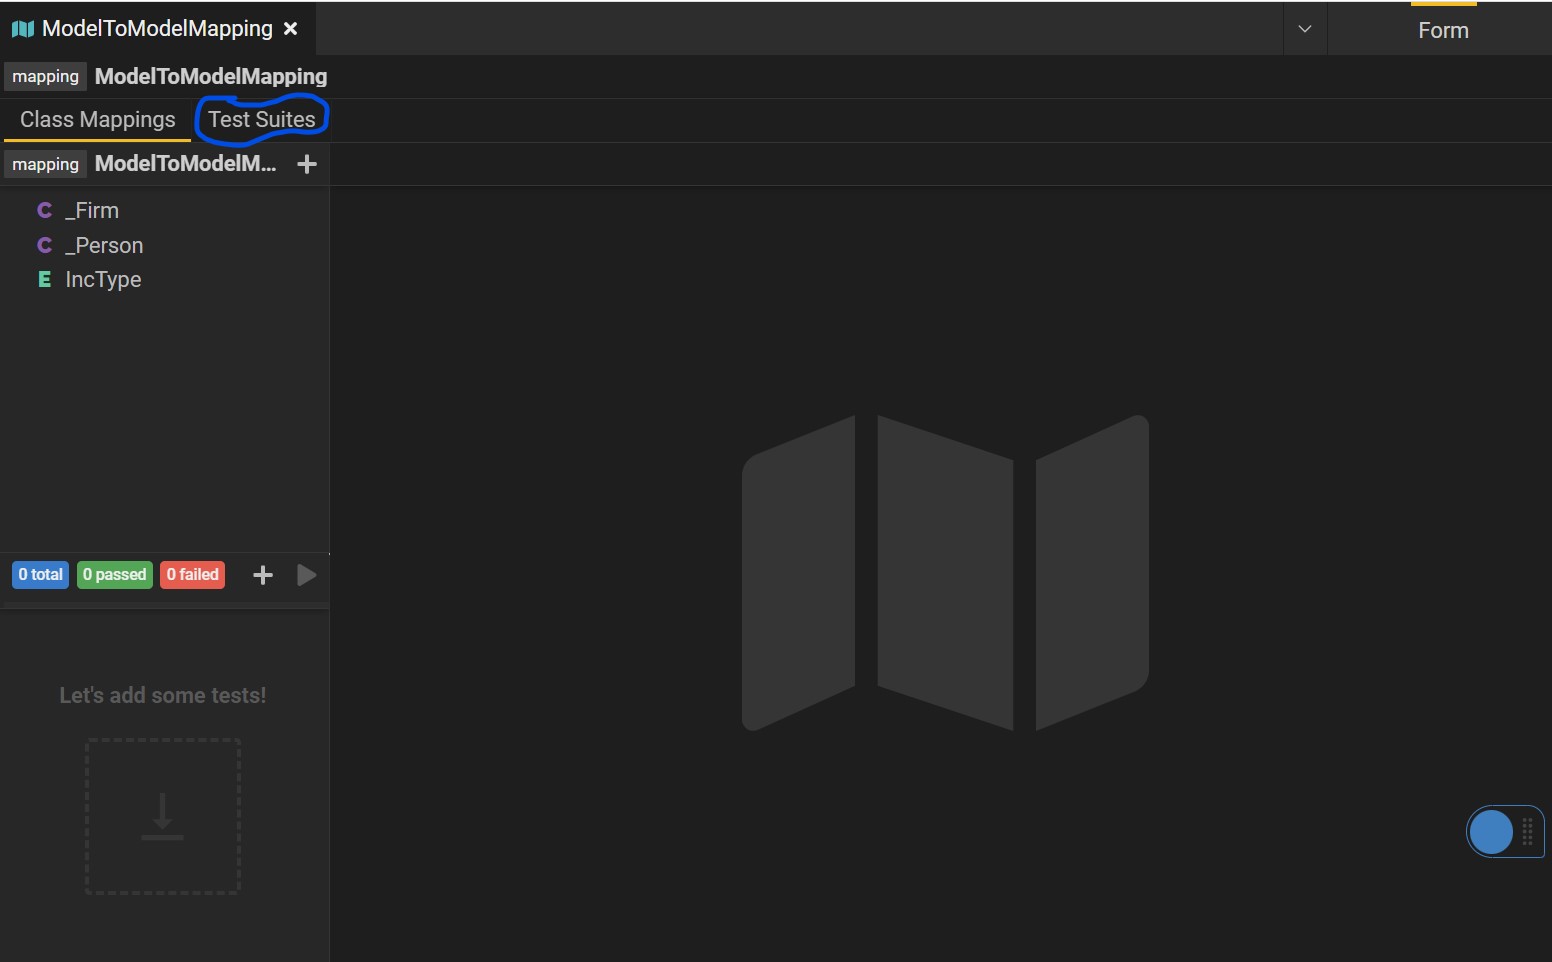 ModelToModelMapping
Form
mapping ModelToModelMapping
Class Mappings Test Suites
mapping ModelToModelM...
C _Firm
C _Person
E IncType
0 total 0 passed 0 failed
Let's add some tests!